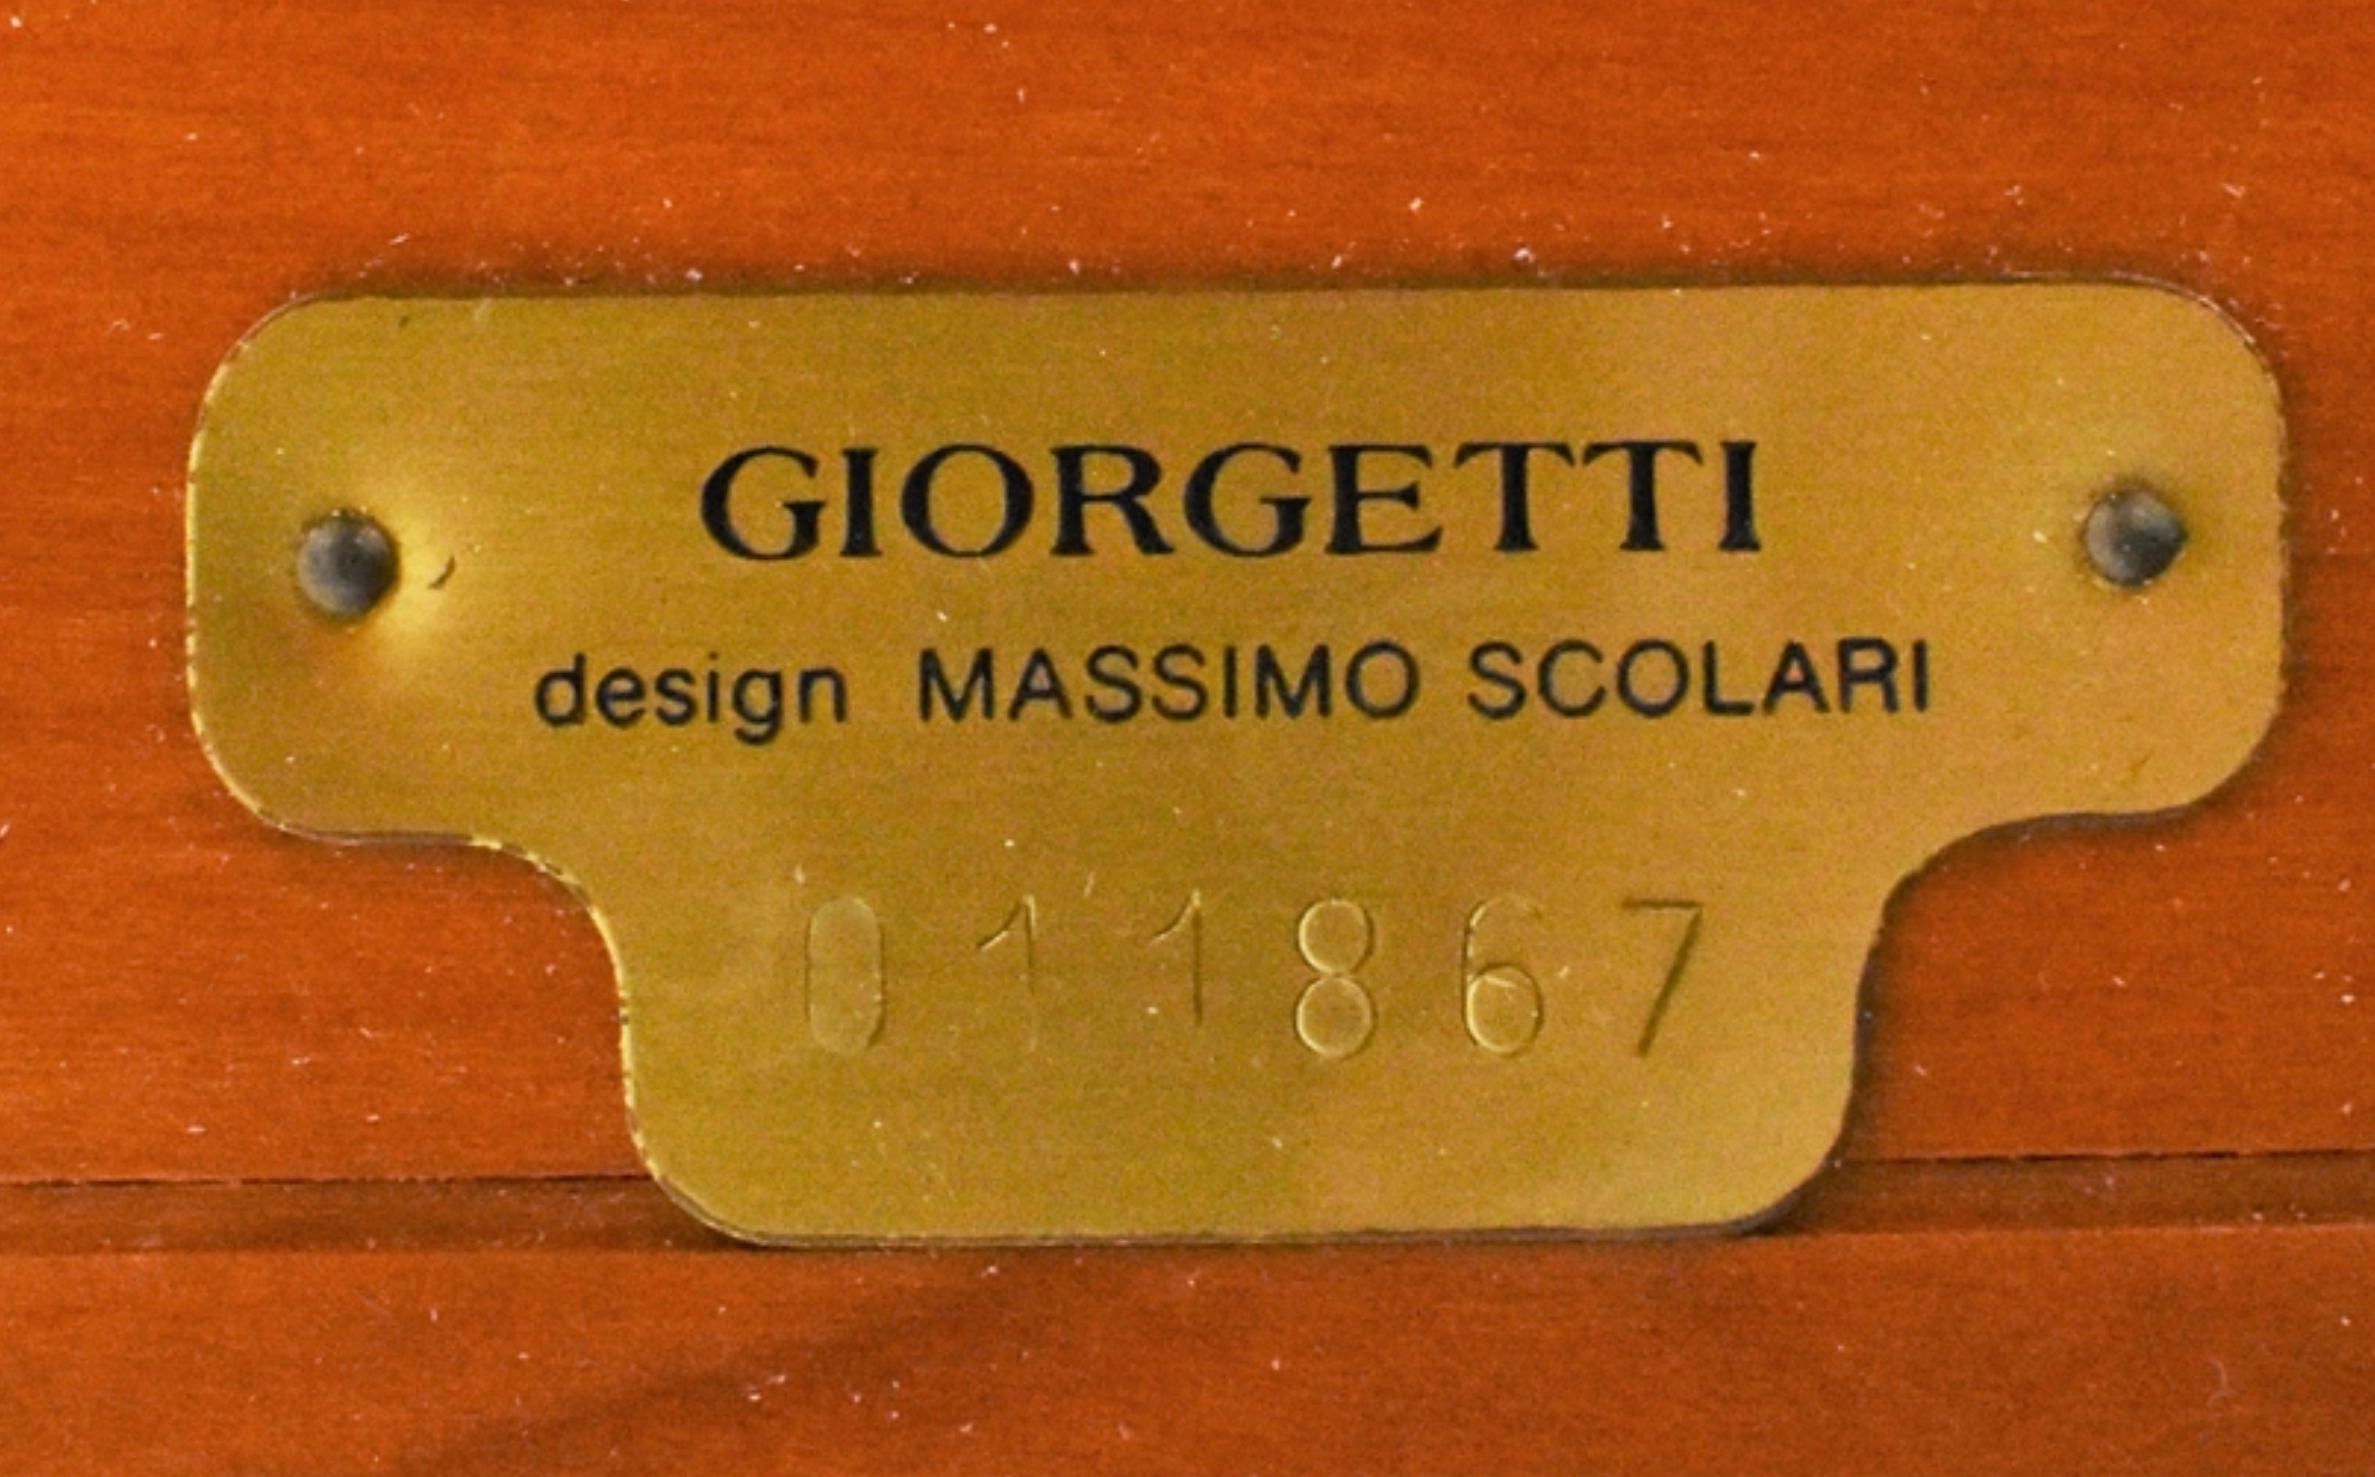 GIORGETTI
design MASSIMO SCOLARI
011867